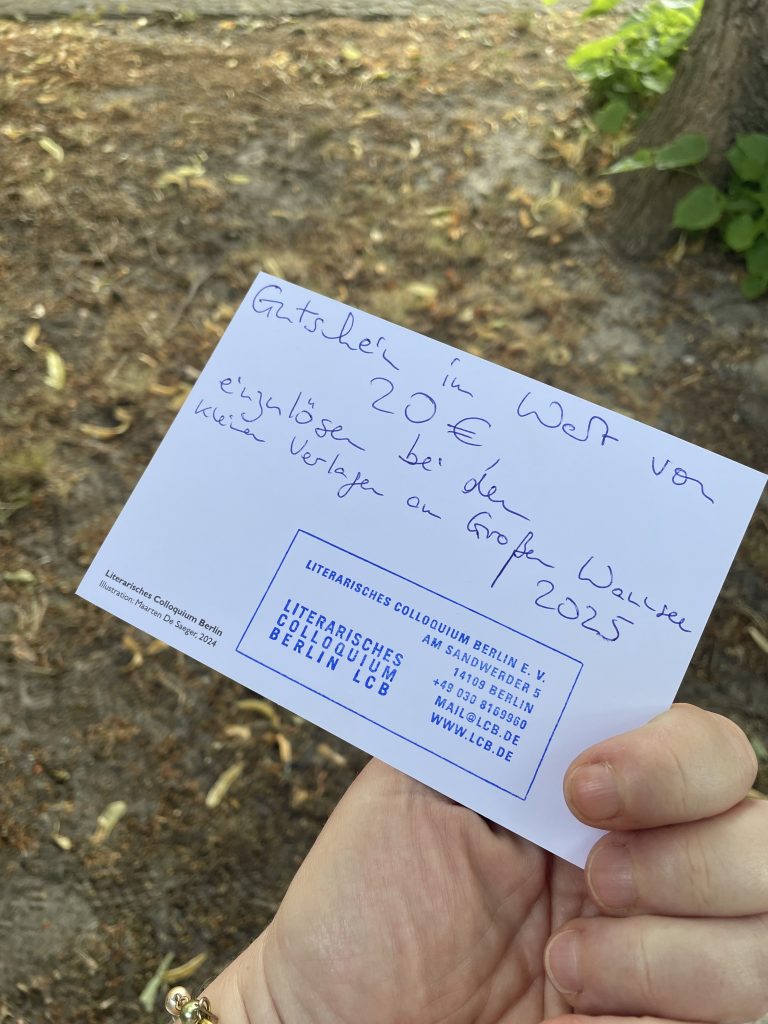 Gutschein im Wert von
20 €
einzulösen bei den
kleinen Verlagen am Großen Wannsee
2025
Literarisches Colloquium Berlin
Illustration: Maarten De Saeger, 2024
LITERARISCHES COLLOQUIUM BERLIN E. V.
AM SANDWERDER 5
14109 BERLIN
+49 030 8169960
MAIL@LCB.DE
WWW.LCB.DE
LITERARISCHES
COLLOQUIUM
BERLIN LCB